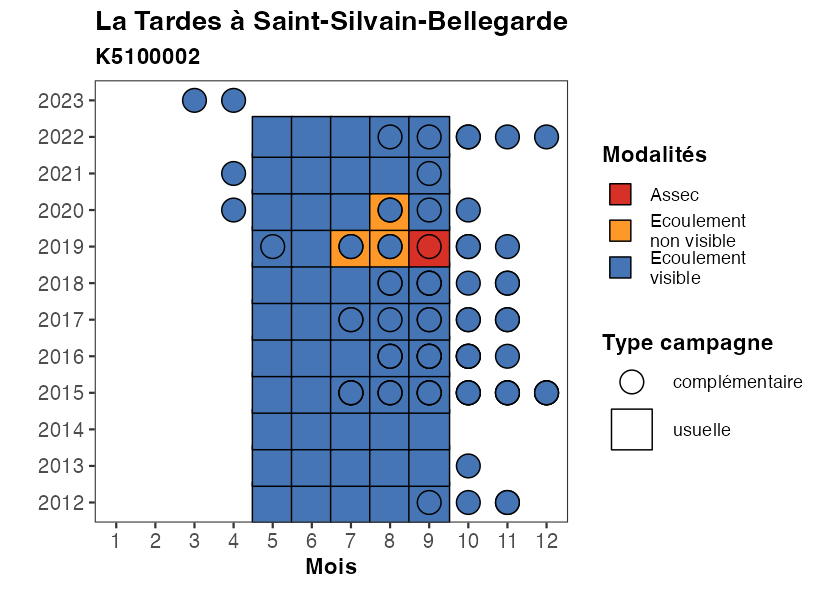 La Tardes à Saint-Silvain-Bellegarde
K5100002
2023
2022
2021
2020
2019
2018
2017
2016
2015
2014
2013
2012
1 2 3 4 5 6 7 8 9 10 11 12
Mois
Modalités
Assec
Ecoulement
non visible
Ecoulement
visible
Type campagne
complémentaire
usuelle